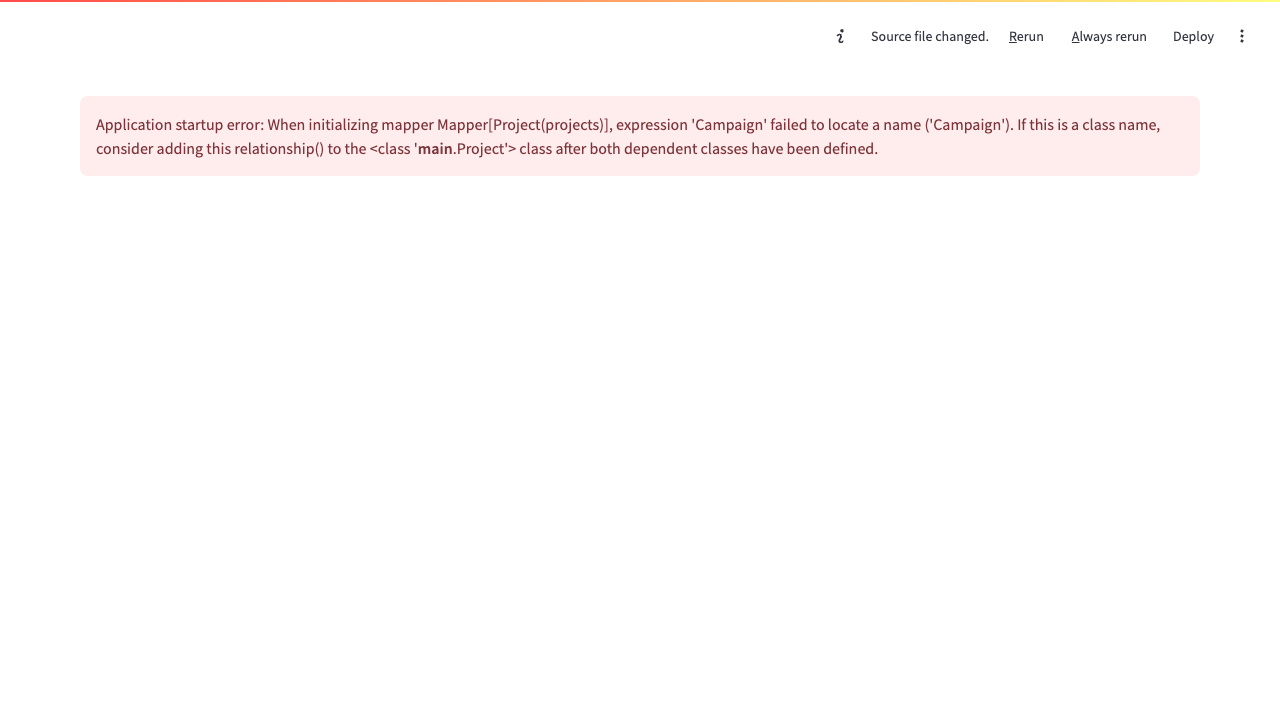 Source file changed. Rerun Always rerun Deploy
Application startup error: When initializing mapper Mapper[Project(projects)], expression 'Campaign' failed to locate a name ('Campaign'). If this is a class name,
consider adding this relationship() to the <class 'main.Project'> class after both dependent classes have been defined.